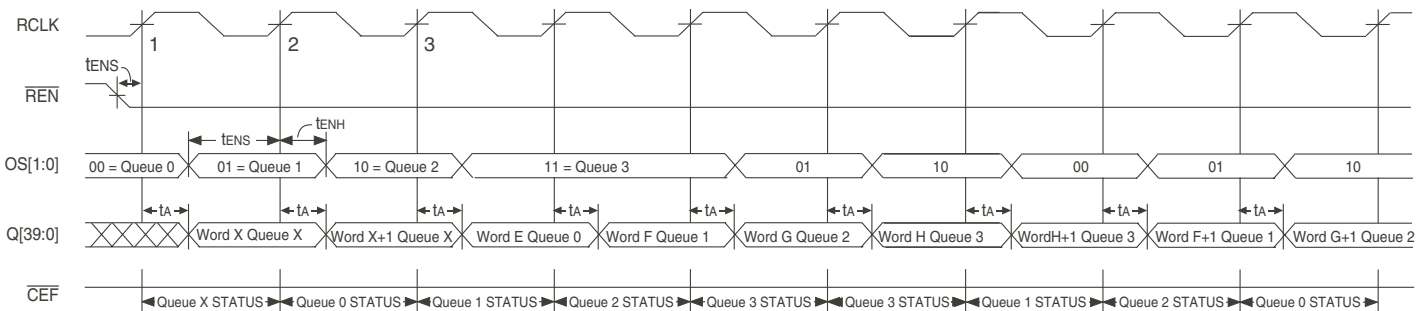 RCLK
1 2 3
tENS
REN
tENS tENH
OS[1:0] 00 = Queue 0 01 = Queue 1 10 = Queue 2 11 = Queue 3 01 10 00 01 10
tA tA tA tA tA tA tA tA tA
Q[39:0] Word X Queue X Word X+1 Queue X Word E Queue 0 Word F Queue 1 Word G Queue 2 Word H Queue 3 WordH+1 Queue 3 Word F+1 Queue 1 Word G+1 Queue 2
CEF
Queue X STATUS Queue 0 STATUS Queue 1 STATUS Queue 2 STATUS Queue 3 STATUS Queue 3 STATUS Queue 1 STATUS Queue 2 STATUS Queue 0 STATUS